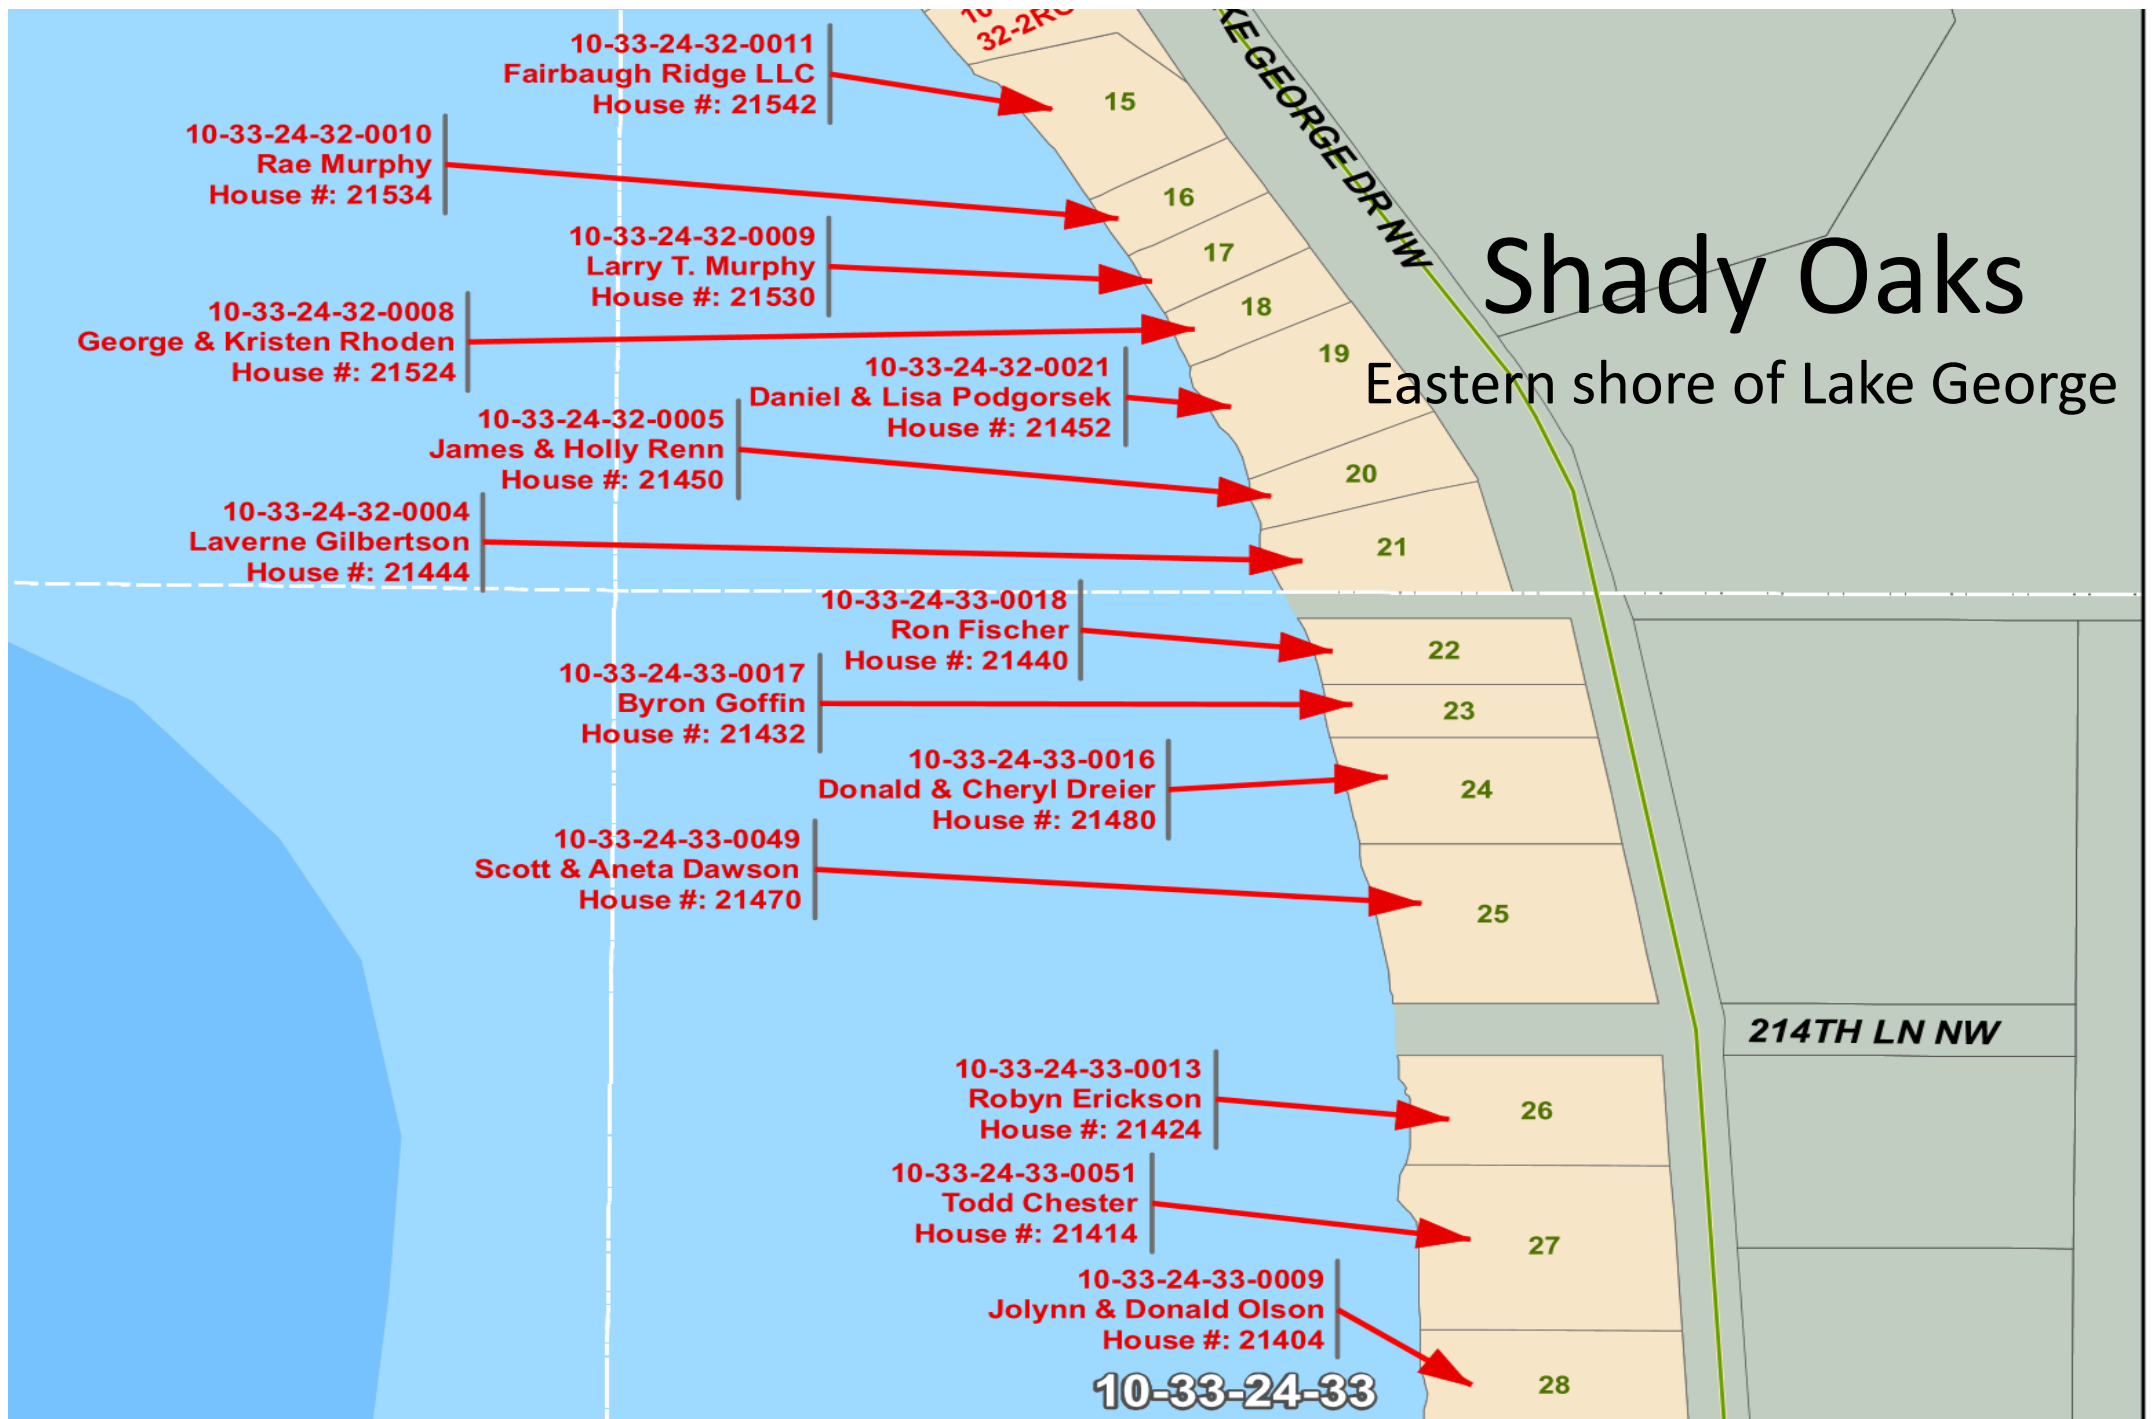 10-33-24-32-0011
Fairbaugh Ridge LLC
House #: 21542
10-33-24-32-0010
Rae Murphy
House #: 21534
10-33-24-32-0009
Larry T. Murphy
House #: 21530
10-33-24-32-0008
George & Kristen Rhoden
House #: 21524
10-33-24-32-0021
Daniel & Lisa Podgorsek
House #: 21452
10-33-24-32-0005
James & Holly Renn
House #: 21450
10-33-24-32-0004
Laverne Gilbertson
House #: 21444
10-33-24-33-0018
Ron Fischer
House #: 21440
10-33-24-33-0017
Byron Goffin
House #: 21432
10-33-24-33-0016
Donald & Cheryl Dreier
House #: 21480
10-33-24-33-0049
Scott & Aneta Dawson
House #: 21470
10-33-24-33-0013
Robyn Erickson
House #: 21424
10-33-24-33-0051
Todd Chester
House #: 21414
10-33-24-33-0009
Jolynn & Donald Olson
House #: 21404
10-33-24-33
15
16
17
18
19
20
21
22
23
24
25
26
27
28
GEORGE DR NW
Shady Oaks
Eastern shore of Lake George
214TH LN NW